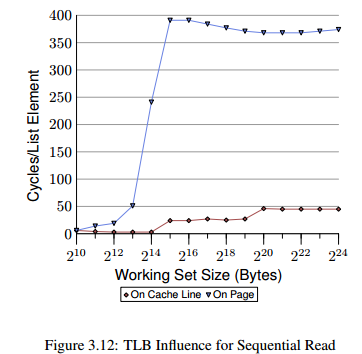 400
350
300
250
200
150
100
50
0
Cycles/List Element
2^10 2^12 2^14 2^16 2^18 2^20 2^22 2^24
Working Set Size (Bytes)
On Cache Line On Page
Figure 3.12: TLB Influence for Sequential Read